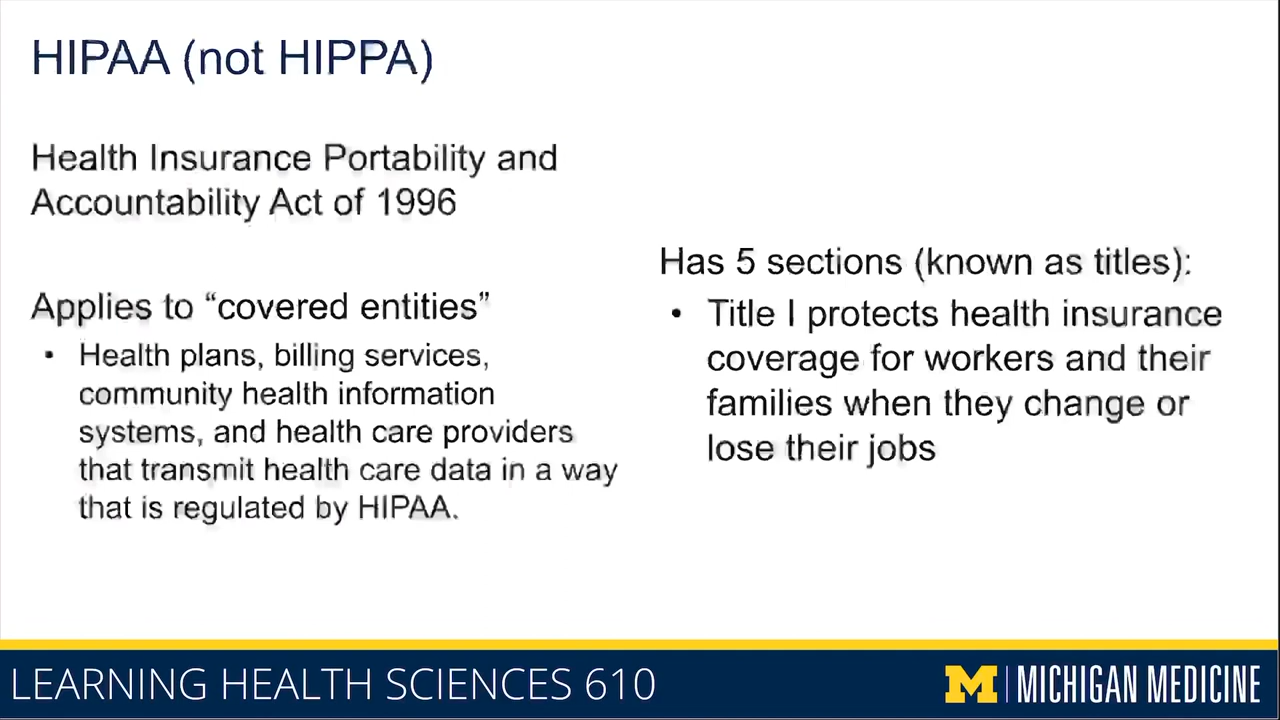 HIPAA (not HIPPA)
Health Insurance Portability and
Accountability Act of 1996
Applies to “covered entities”
• Health plans, billing services,
community health information
systems, and health care providers
that transmit health care data in a way
that is regulated by HIPAA.
Has 5 sections (known as titles):
• Title I protects health insurance
coverage for workers and their
families when they change or
lose their jobs
LEARNING HEALTH SCIENCES 610
M | MICHIGAN MEDICINE